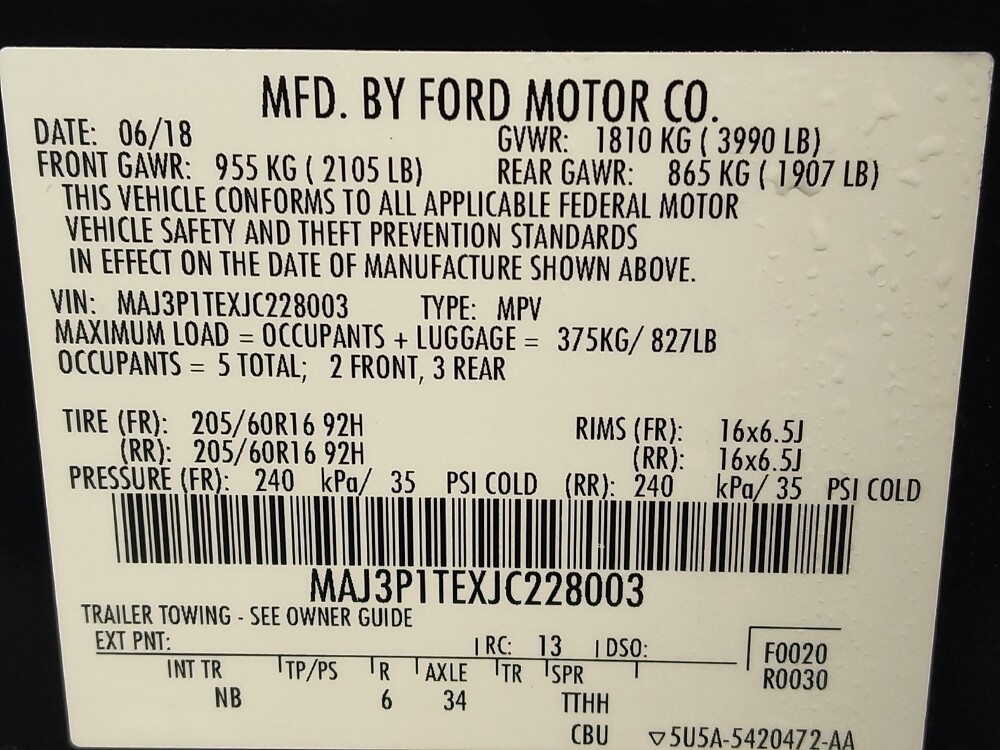 MFD. BY FORD MOTOR CO.
DATE: 06/18 GVWR: 1810 KG ( 3990 LB)
FRONT GAWR: 955 KG ( 2105 LB) REAR GAWR: 865 KG ( 1907 LB)
THIS VEHICLE CONFORMS TO ALL APPLICABLE FEDERAL MOTOR
VEHICLE SAFETY AND THEFT PREVENTION STANDARDS
IN EFFECT ON THE DATE OF MANUFACTURE SHOWN ABOVE.
VIN: MAJ3P1TEXJC228003 TYPE: MPV
MAXIMUM LOAD = OCCUPANTS + LUGGAGE = 375KG/ 827LB
OCCUPANTS = 5 TOTAL; 2 FRONT, 3 REAR
TIRE (FR): 205/60R16 92H RIMS (FR): 16x6.5J
(RR): 205/60R16 92H (RR): 16x6.5J
PRESSURE (FR): 240 kPa/ 35 PSI COLD (RR): 240 kPa/ 35 PSI COLD
MAJ3P1TEXJC228003
TRAILER TOWING - SEE OWNER GUIDE
EXT PNT: RC: 13 DSO: F0020
INT TR TP/PS R AXLE TR SPR R0030
NB 6 34 TTHH
CBU ▽5U5A-5420472-AA